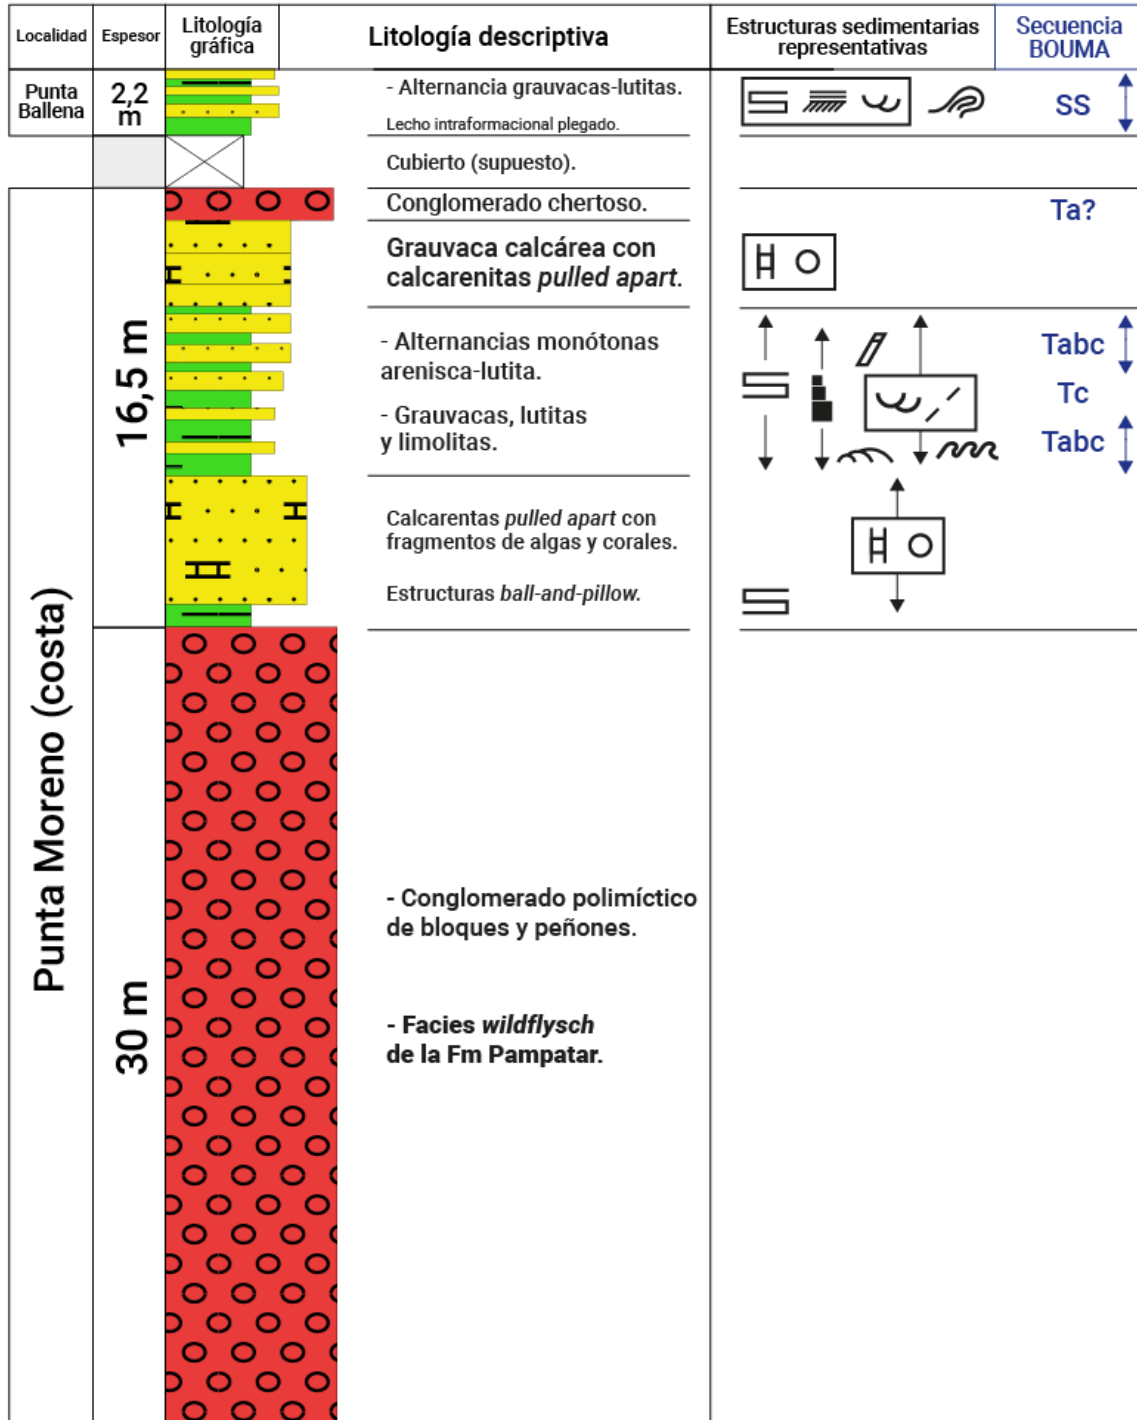 Localidad
Espesor
Litología
gráfica
Litología descriptiva
Estructuras sedimentarias
representativas
Secuencia
BOUMA
Punta
Ballena
2,2
m
- Alternancia grauvacas-lutitas.
Lecho intraformacional plegado.
SS
Cubierto (supuesto).
Punta Moreno (costa)
16,5 m
Conglomerado chertoso.
Ta?
Grauvaca calcárea con
calcarenitas pulled apart.
- Alternancias monótonas
arenisca-lutita.
- Grauvacas, lutitas
y limolitas.
Tabc
Tc
Tabc
Calcarentas pulled apart con
fragmentos de algas y corales.
Estructuras ball-and-pillow.
30 m
- Conglomerado polimíctico
de bloques y peñones.
- Facies wildflysch
de la Fm Pampatar.